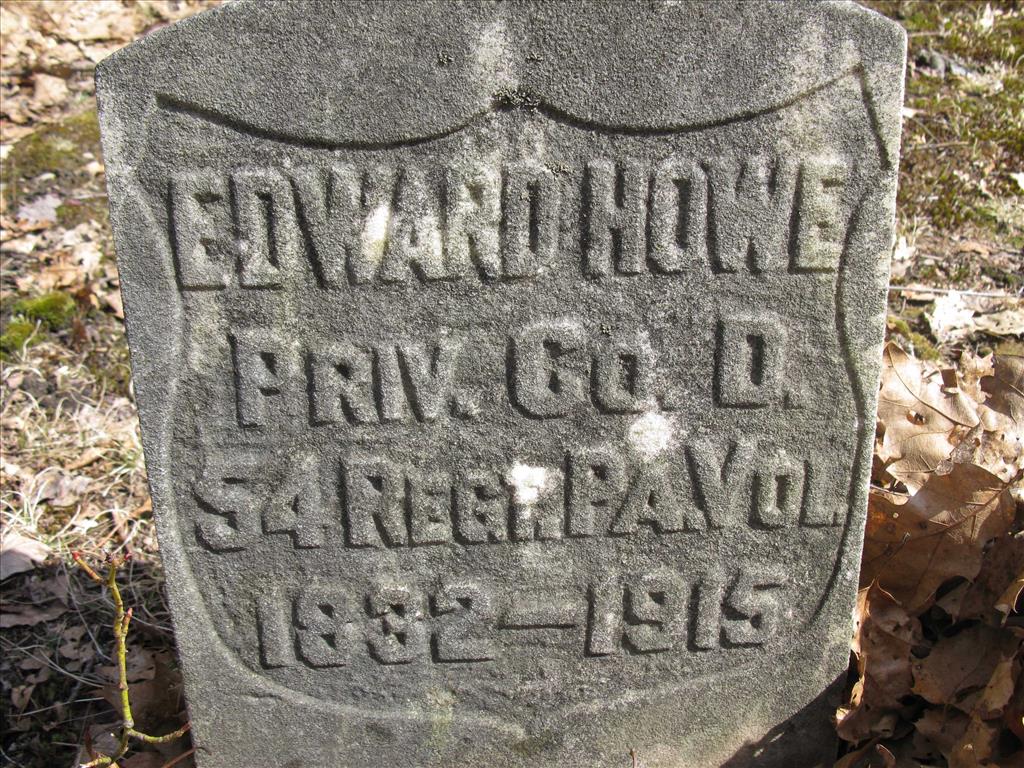 EDWARD HOWE
PRIV. CO. D.
54 REGT. PA. VOL.
1832–1915